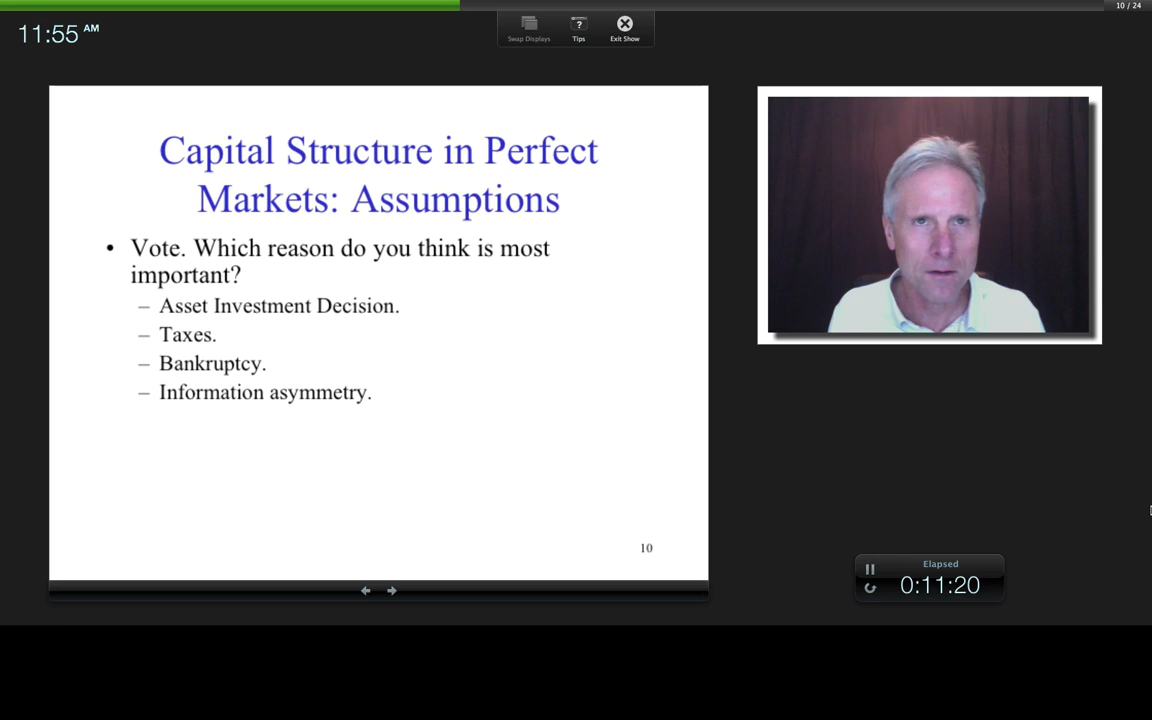 10 / 24
11:55 AM
Swap Displays
Tips
Exit Show
Capital Structure in Perfect
Markets: Assumptions
• Vote. Which reason do you think is most
important?
– Asset Investment Decision.
– Taxes.
– Bankruptcy.
– Information asymmetry.
10
Elapsed
0:11:20